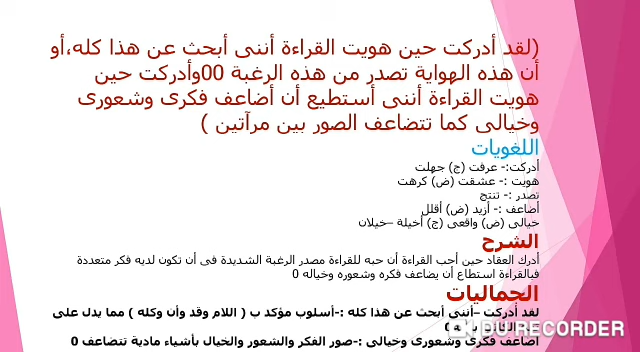 (لقد أدركت حين هويت القراءة أننى أبحث عن هذا كله،أو
أن هذه الهواية تصدر من هذه الرغبة 00وأدركت حين
هويت القراءة أننى أستطيع أن أضاعف فكرى وشعورى
وخيالى كما تتضاعف الصور بين مرآتين )
اللغويات
أدركت:- عرفت (ج) جهلت
هويت :- عشقت (ض) كرهت
تصدر :- تنتج
أضاعف :- أزيد (ض) أقلل
خيالى (ض) واقعى (ج) أخيلة –خيلان
الشرح
أدرك العقاد حين أحب القراءة أن حبه للقراءة مصدر الرغبة الشديدة فى أن تكون لديه فكر متعددة
فبالقراءة استطاع أن يضاعف فكره وشعوره وخياله 0
الجماليات
لقد أدركت –أننى أبحث عن هذا كله :-أسلوب مؤكد ب ( اللام وقد وأن وكله ) مما يدل على
DU RECORDER
أضاعف فكرى وشعورى وخيالى :-صور الفكر والشعور والخيال بأشياء مادية تتضاعف 0